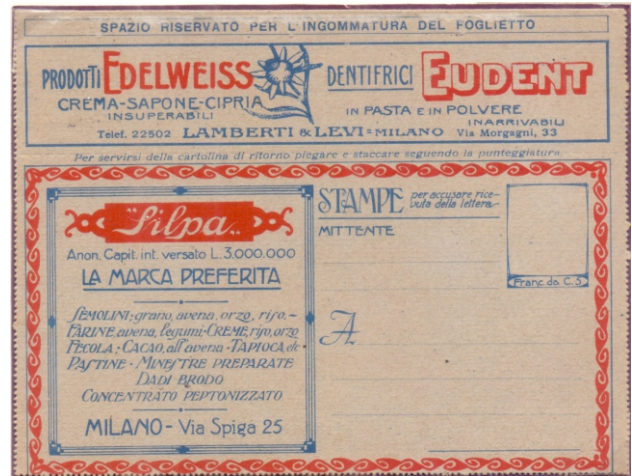 SPAZIO RISERVATO PER L'INGOMMATURA DEL FOGLIETTO
PRODOTTI EDELWEISS
CREMA-SAPONE-CIPRIA
INSUPERABILI
DENTIFRICI EUDENT
IN PASTA E IN POLVERE
INARRIVABILI
Telef. 22502 LAMBERTI & LEVI = MILANO Via Morgagni, 33
Per servirsi della cartolina di ritorno piegare e staccare seguendo la punteggiatura.
"Silpa"
Anon. Capit. int. versato L. 3.000.000
LA MARCA PREFERITA
SEMOLINI; grano, avena, orzo, riso. -
FARINE avena, legumi · CREME, riso, orzo
FECOLA; CACAO, all'avena · TAPIOCA, etc
PASTINE - MINESTRE PREPARATE
DADI BRODO
CONCENTRATO PEPTONIZZATO
MILANO - Via Spiga 25
STAMPE per accusare rice-
vuta della lettera
MITTENTE
Franc. da C. 5
A